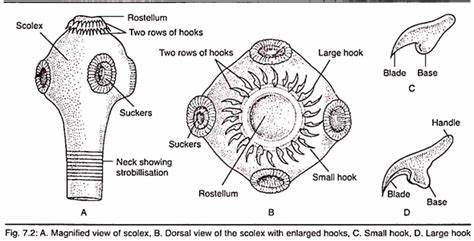 Rostellum
Scolex
Two rows of hooks
Suckers
Neck showing
strobillisation
A
Two rows of hooks
Large hook
Suckers
Rostellum
Small hook
B
Blade
Base
C
Handle
Blade
Base
D
Fig. 7.2: A. Magnified view of scolex, B. Dorsal view of the scolex with enlarged hooks, C. Small hook, D. Large hook